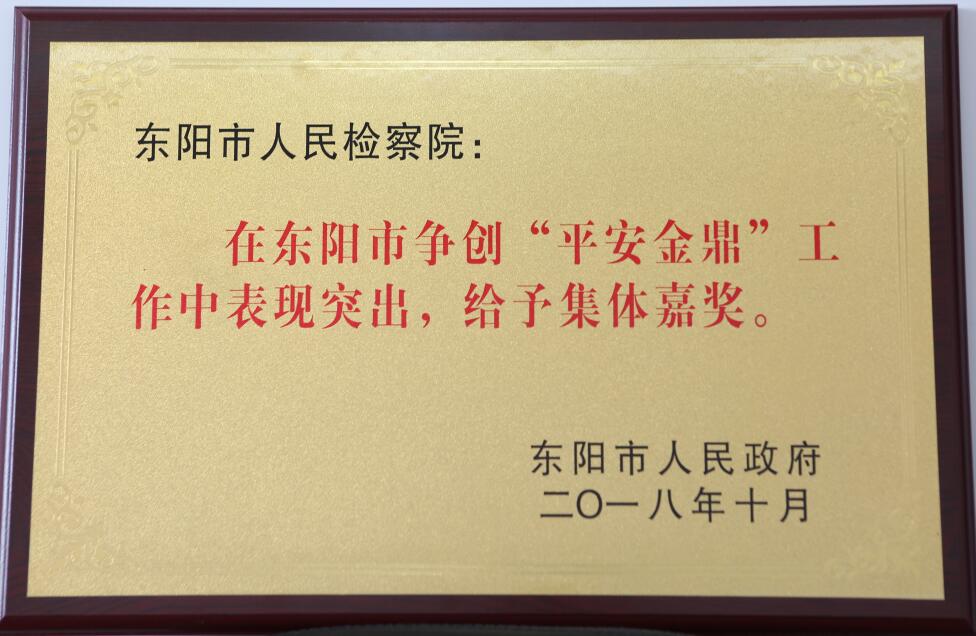 东阳市人民检察院：
在东阳市争创“平安金鼎”工
作中表现突出，给予集体嘉奖。
东阳市人民政府
二〇一八年十月